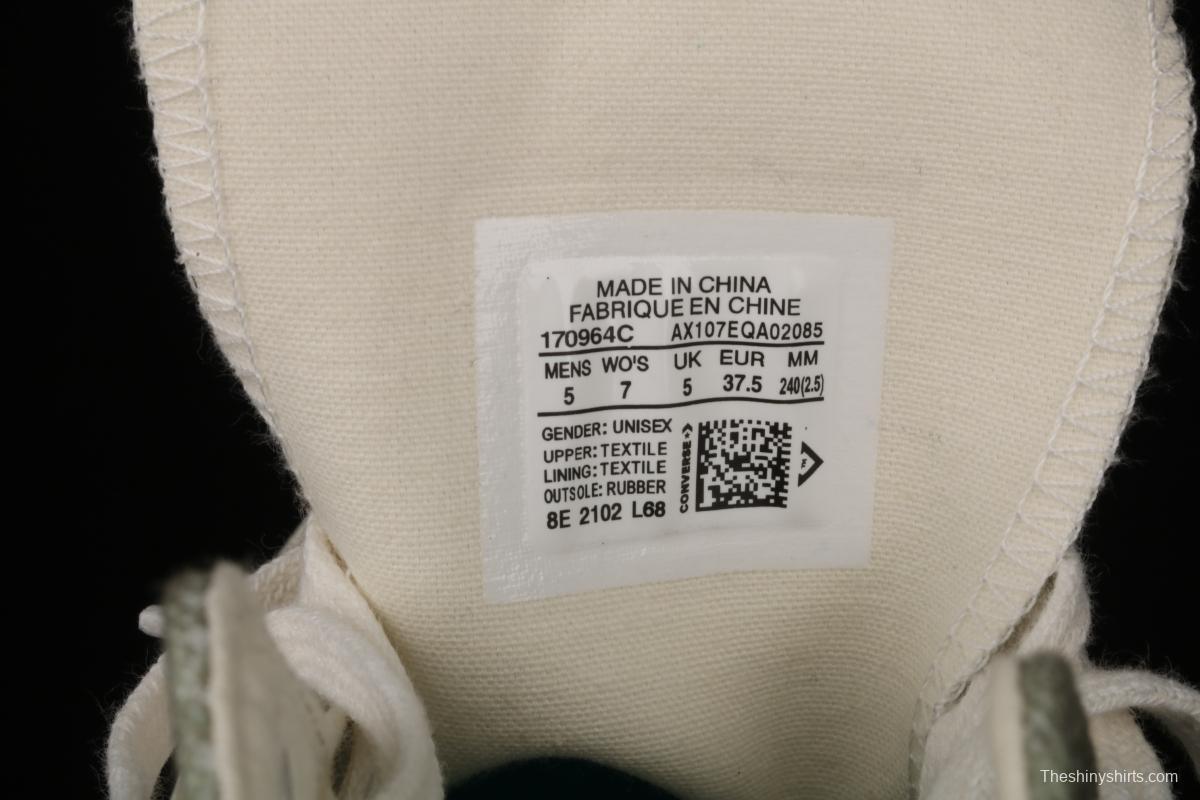 MADE IN CHINA
FABRIQUE EN CHINE
170964C AX107EQA02085
MENS WO'S UK EUR MM
5 7 5 37.5 240(2.5)
GENDER: UNISEX
UPPER: TEXTILE
LINING: TEXTILE
OUTSOLE: RUBBER
8E 2102 L68
CONVERSE
F
Theshinyshirts.com